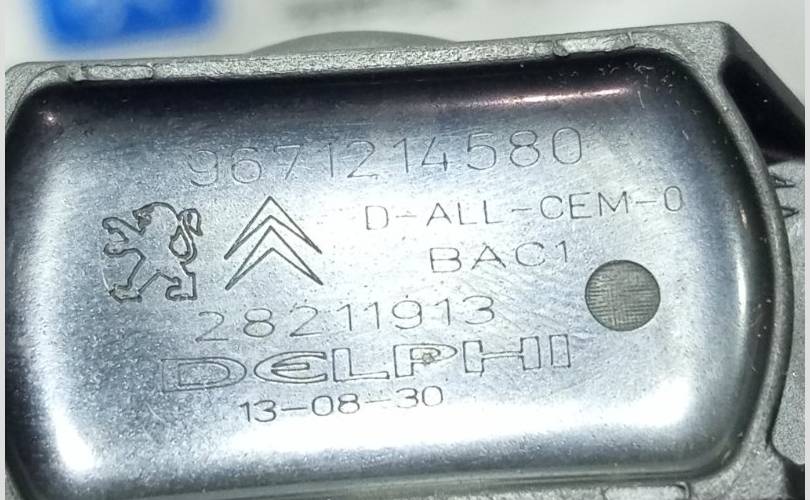 9671214580
D-ALL-CEM-0
BAC1
28211913
DELPHI
13-08-30